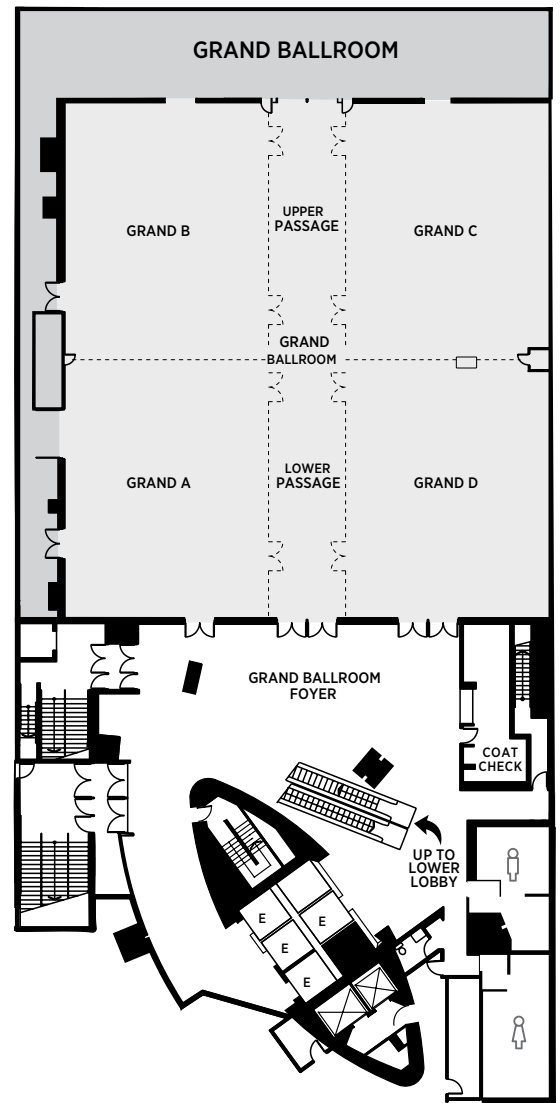 GRAND BALLROOM
UPPER
PASSAGE
GRAND B
GRAND C
GRAND
BALLROOM
LOWER
PASSAGE
GRAND A
GRAND D
GRAND BALLROOM
FOYER
COAT
CHECK
UP TO
LOWER
LOBBY
E
E
E
E